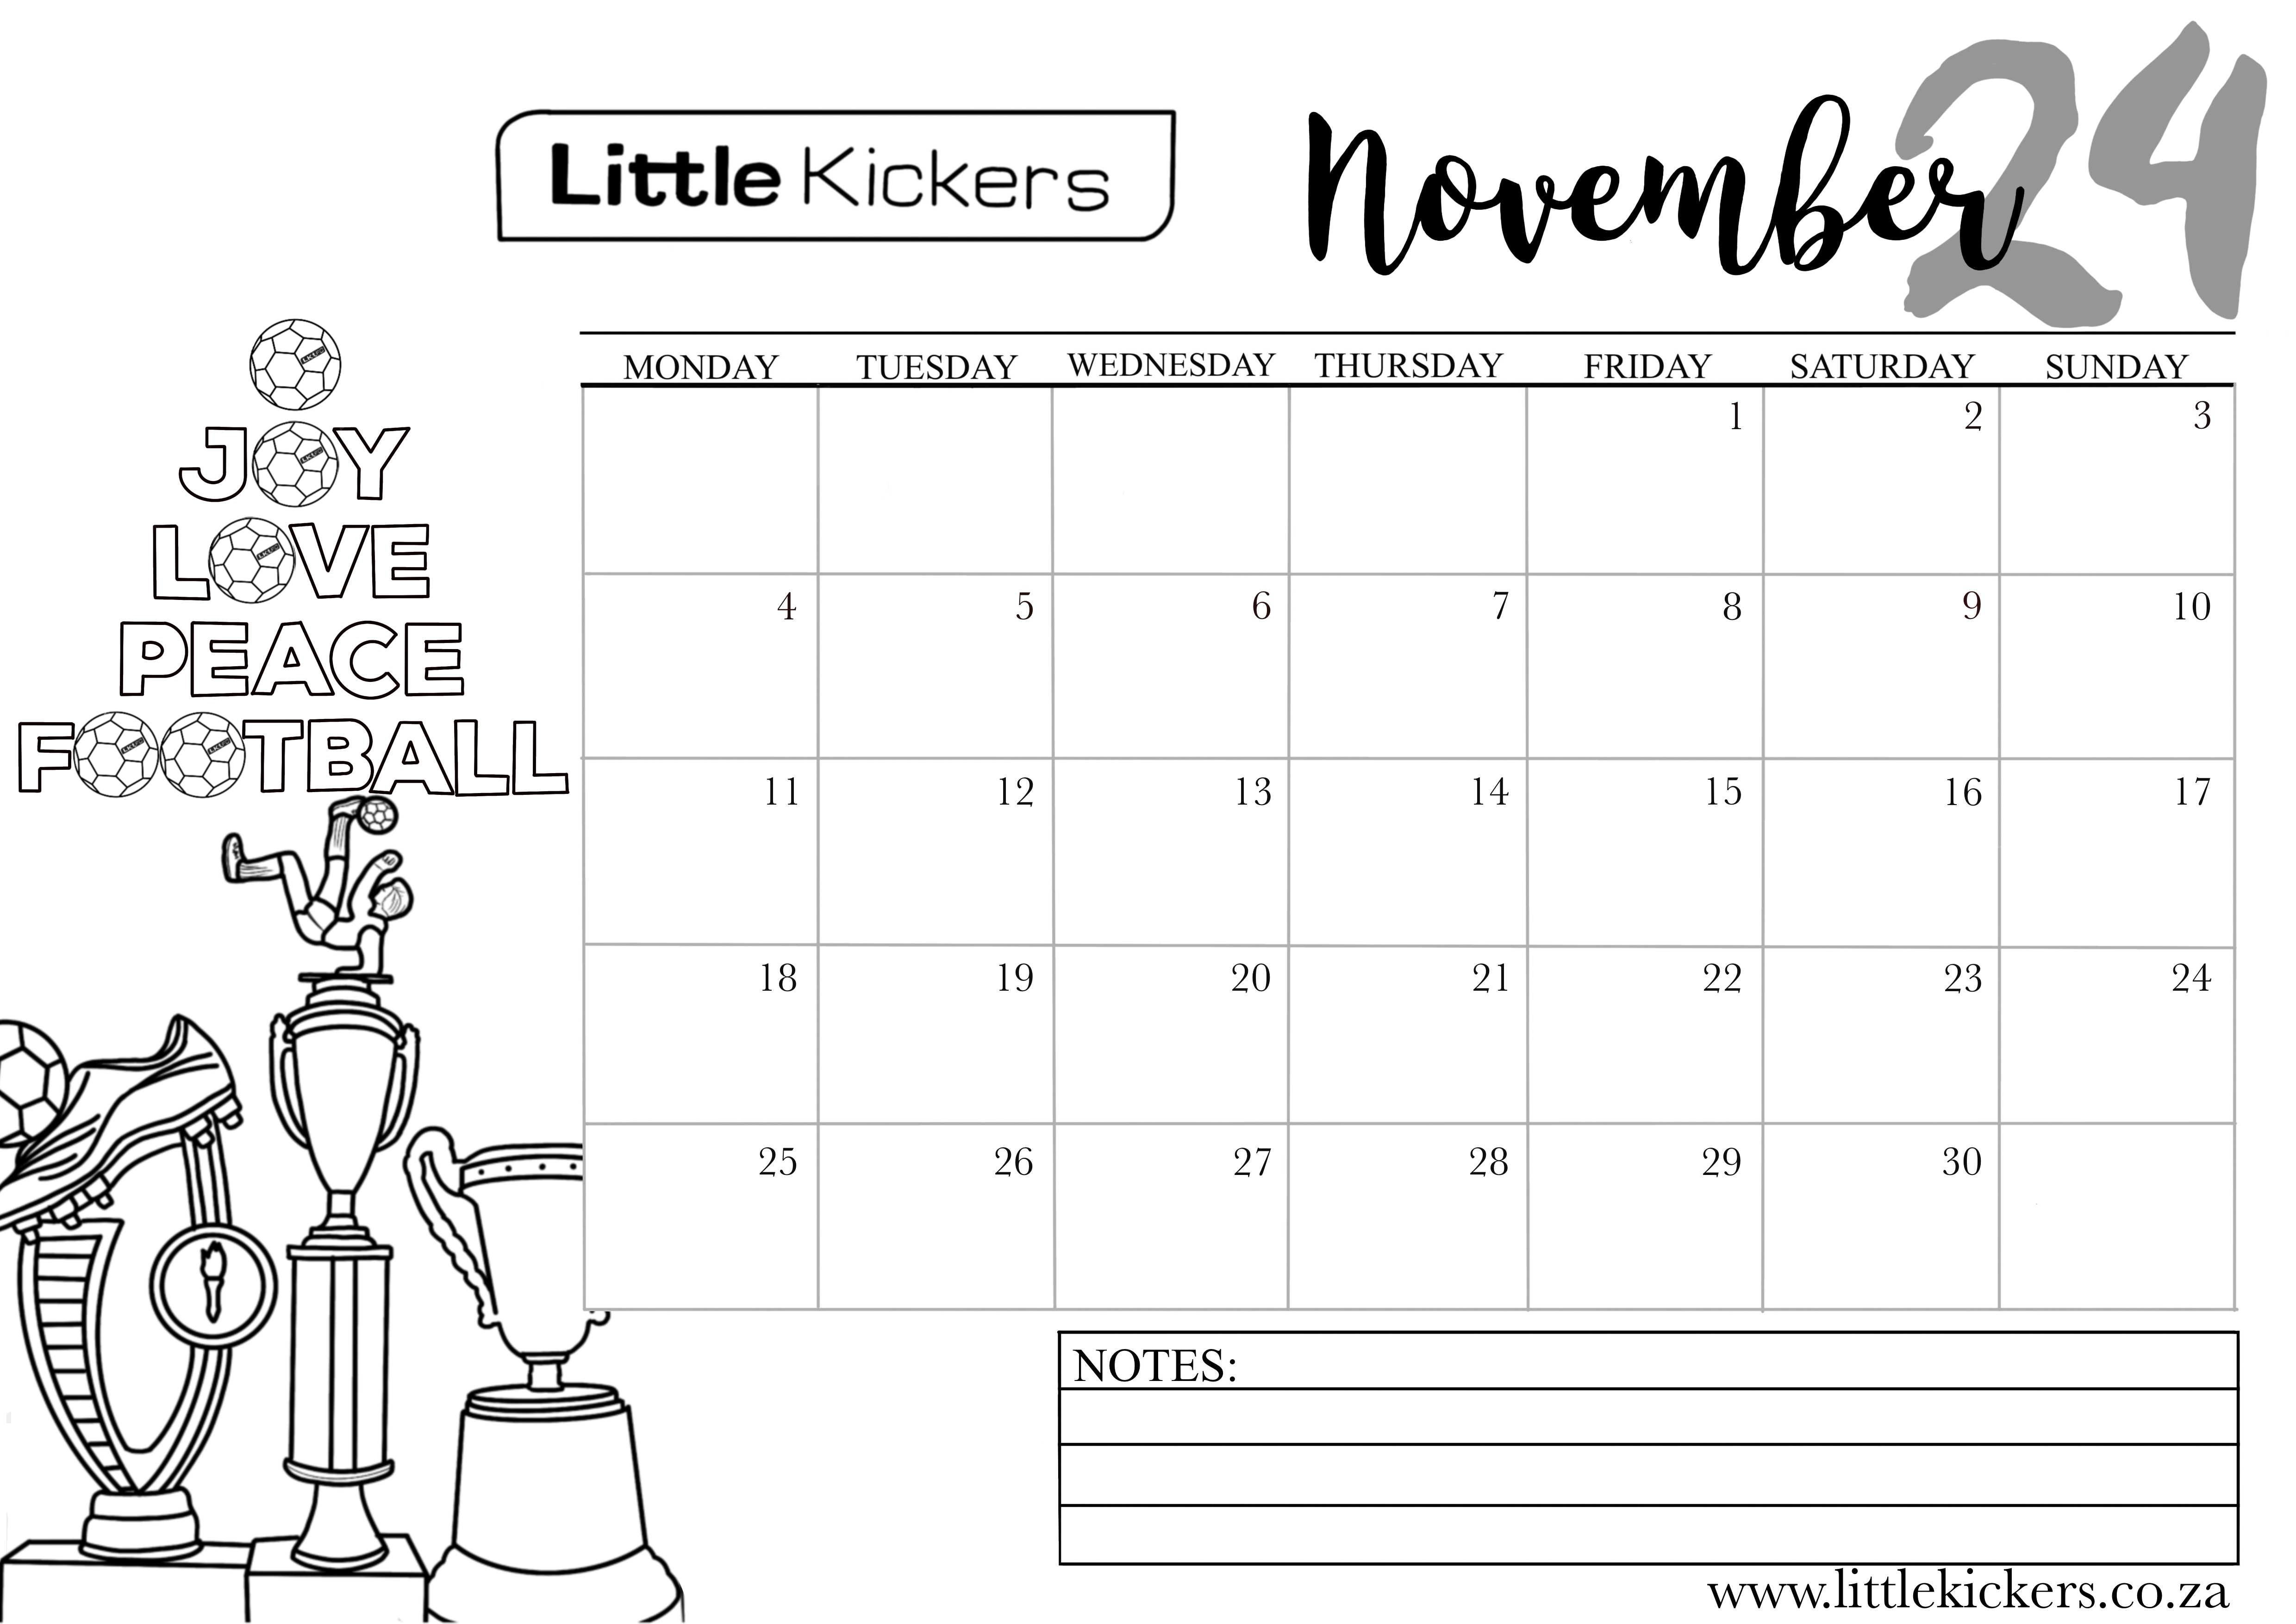 Little Kickers
November 24
JOY
LOVE
PEACE
FOOTBALL
MONDAY TUESDAY WEDNESDAY THURSDAY FRIDAY SATURDAY SUNDAY
1 2 3
4 5 6 7 8 9 10
11 12 13 14 15 16 17
18 19 20 21 22 23 24
25 26 27 28 29 30
NOTES:
www.littlekickers.co.za